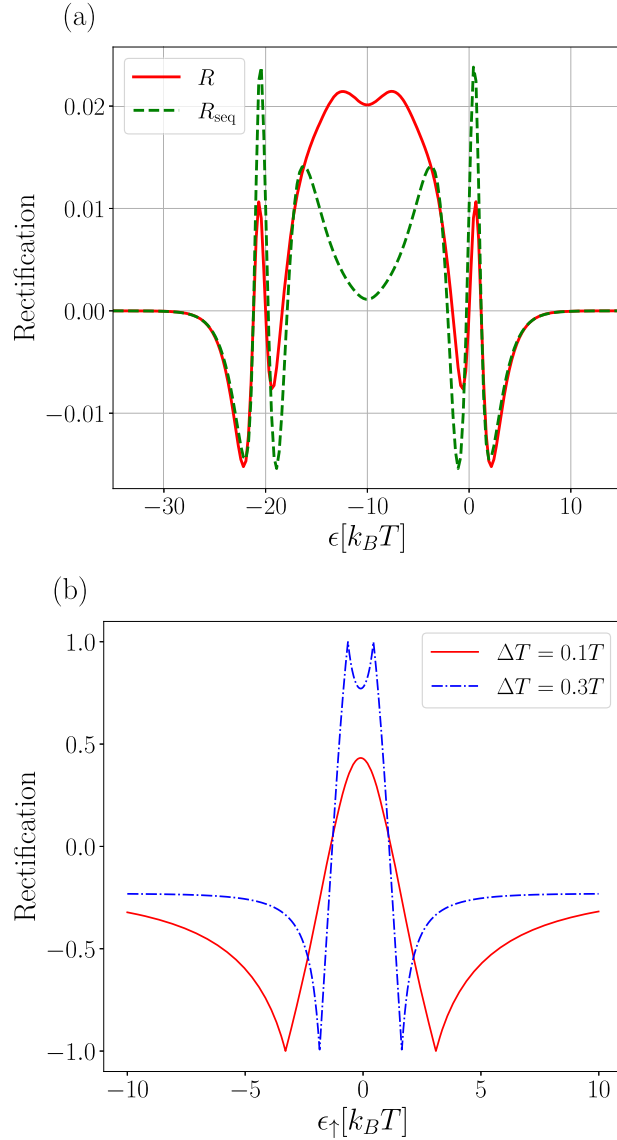 (a)
R
R_seq
0.02
0.01
0.00
−0.01
Rectification
−30
−20
−10
0
10
ϵ[k_BT]
(b)
ΔT = 0.1T
ΔT = 0.3T
1.0
0.5
0.0
−0.5
−1.0
Rectification
−10
−5
0
5
10
ϵ↑[k_BT]